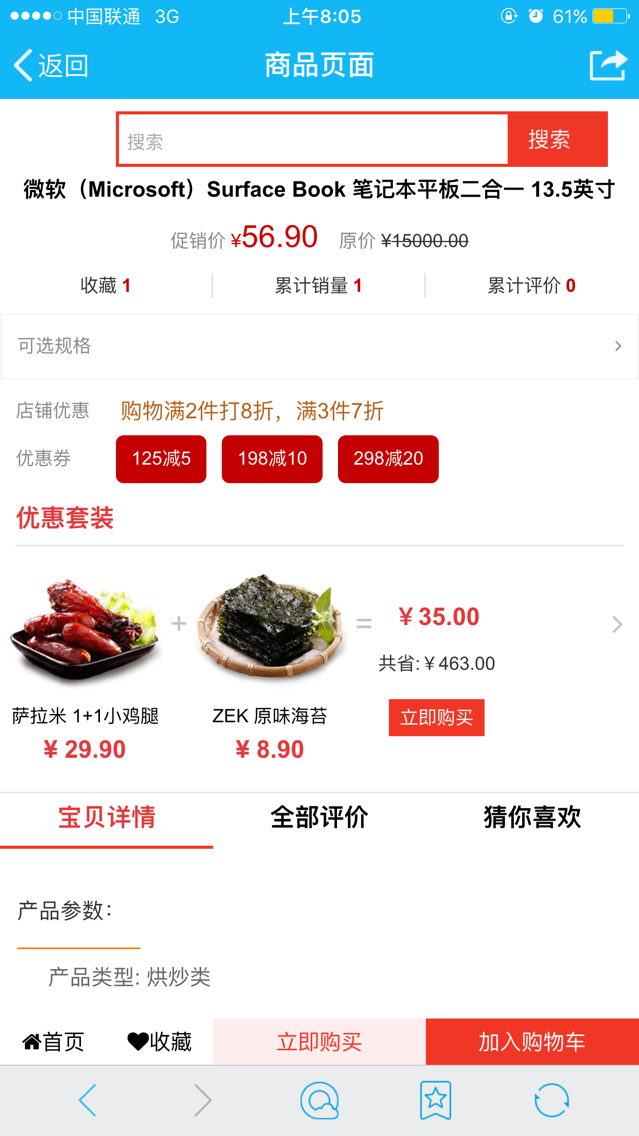 中国联通 3G 上午8:05 61%
返回 商品页面
搜索 搜索
微软（Microsoft）Surface Book 笔记本平板二合一 13.5英寸
促销价 ¥56.90 原价 ¥15000.00
收藏 1 累计销量 1 累计评价 0
可选规格
店铺优惠 购物满2件打8折，满3件7折
优惠券 125减5 198减10 298减20
优惠套装
+ = ¥35.00
共省:¥463.00
萨拉米 1+1小鸡腿 ZEK 原味海苔 立即购买
¥29.90 ¥8.90
宝贝详情 全部评价 猜你喜欢
产品参数：
产品类型: 烘炒类
首页 收藏 立即购买 加入购物车